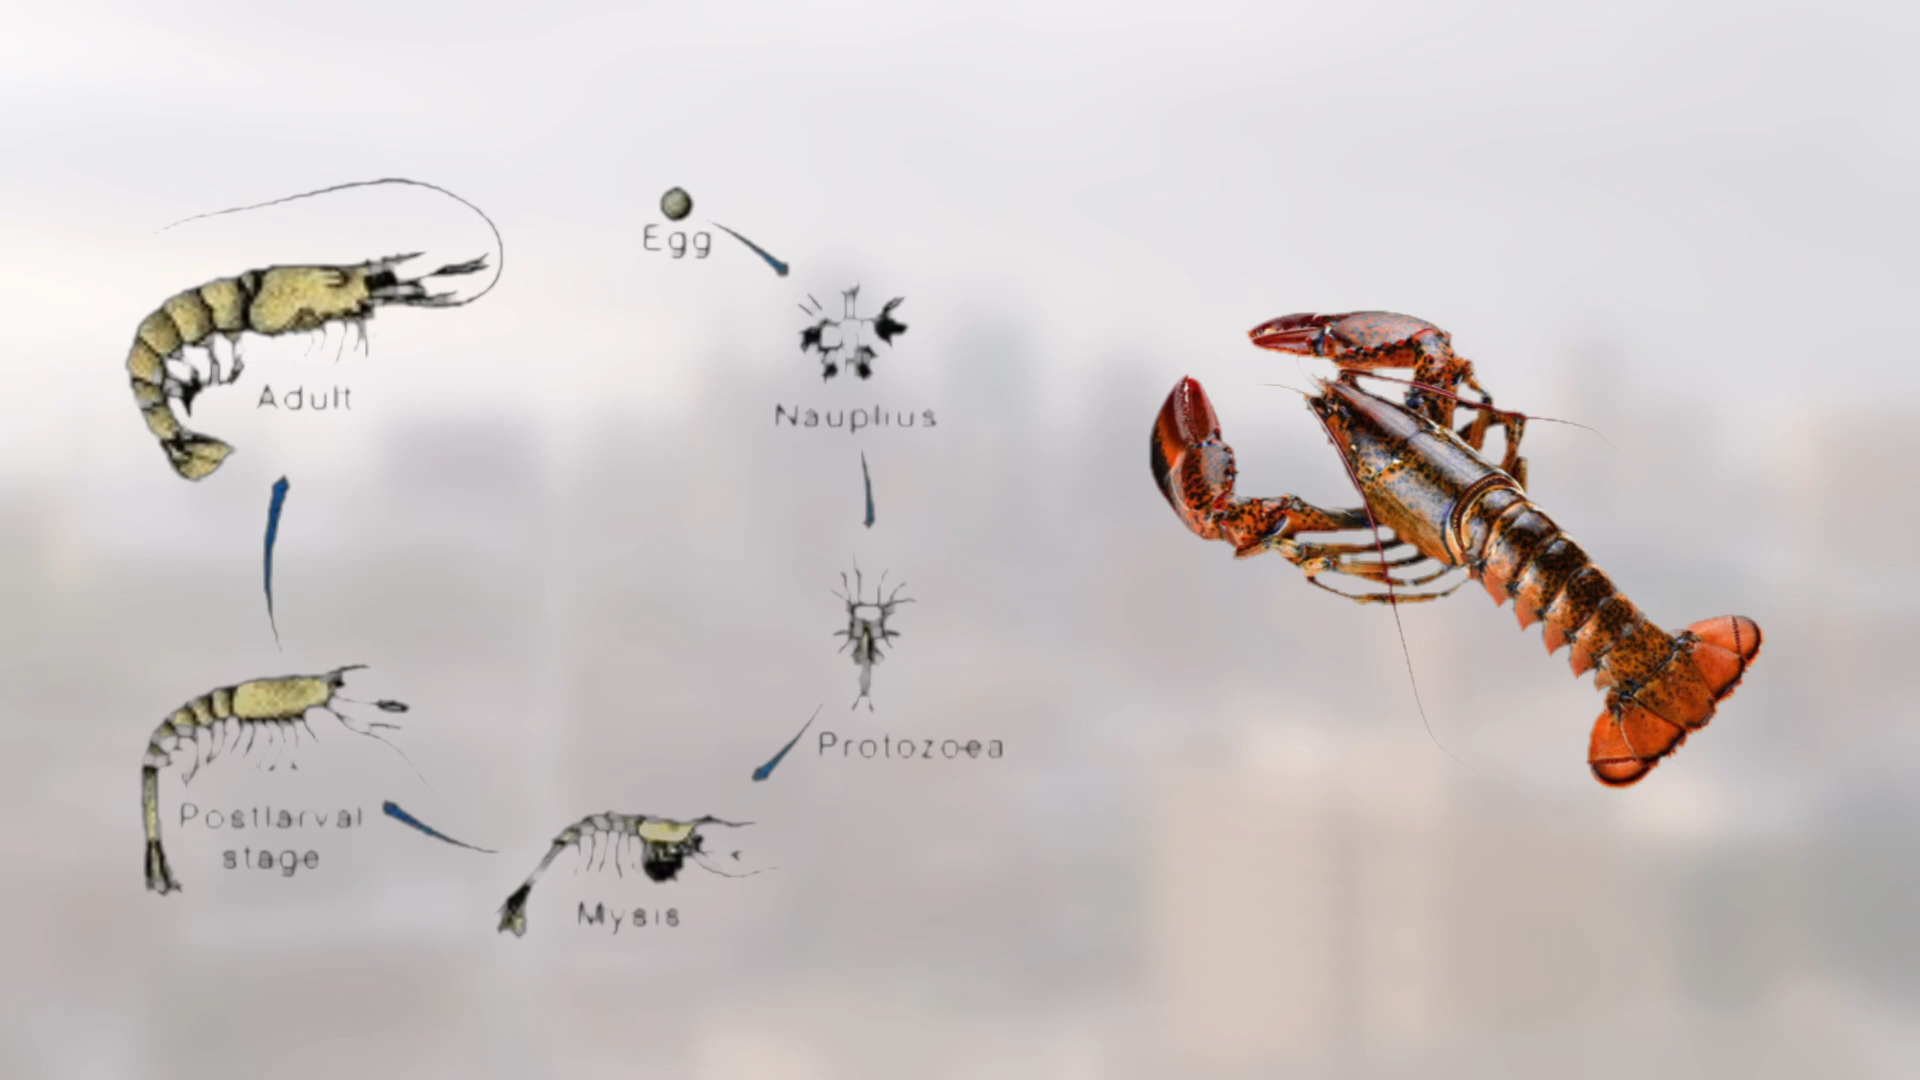 Egg
Adult
Nauplius
Protozoea
Postlarval
stage
Mysis